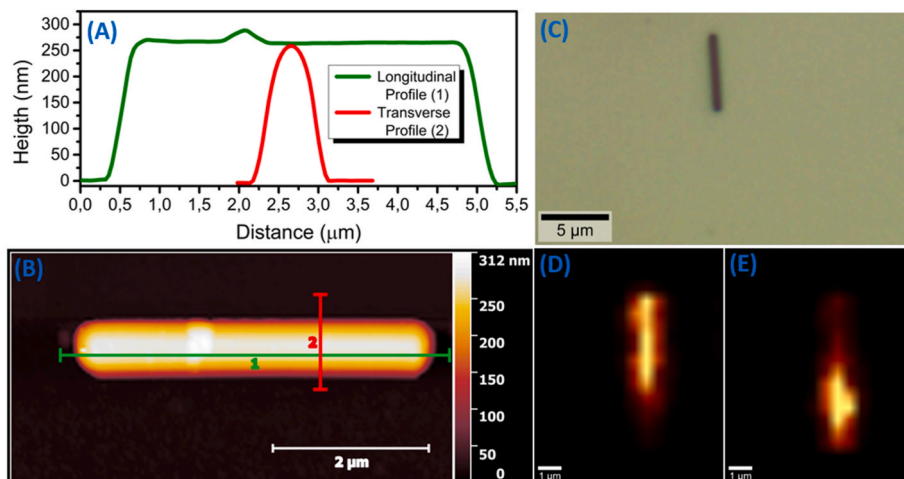 (A)
Heigth (nm)
300
250
200
150
100
50
0
Longitudinal
Profile (1)
Transverse
Profile (2)
0,0 0,5 1,0 1,5 2,0 2,5 3,0 3,5 4,0 4,5 5,0 5,5
Distance (μm)
(C)
5 μm
(B)
1
2
2 μm
312 nm
250
200
150
100
50
0
(D)
1 μm
(E)
1 μm